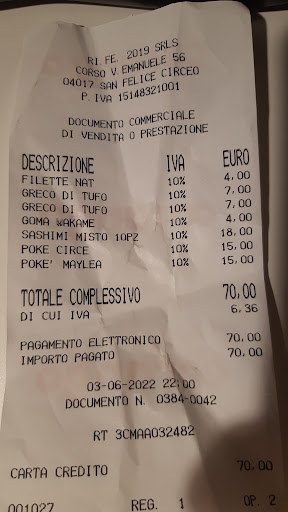 RI.FE. 2019 SRLS
CORSO V.EMANUELE 56
04017 SAN FELICE CIRCEO
P.IVA 15148321001
DOCUMENTO COMMERCIALE
DI VENDITA O PRESTAZIONE
DESCRIZIONE IVA EURO
FILETTE NAT 10% 4,00
GRECO DI TUFO 10% 7,00
GRECO DI TUFO 10% 7,00
GOMA WAKAME 10% 4,00
SASHIMI MISTO 10PZ 10% 18,00
POKE CIRCE 10% 15,00
POKE' MAYLEA 10% 15,00
TOTALE COMPLESSIVO 70,00
DI CUI IVA 6,36
PAGAMENTO ELETTRONICO 70,00
IMPORTO PAGATO 70,00
03-06-2022 22:00
DOCUMENTO N. 0384-0042
RT 3CMAA032482
CARTA CREDITO 70,00
001027 REG. 1 OP. 2